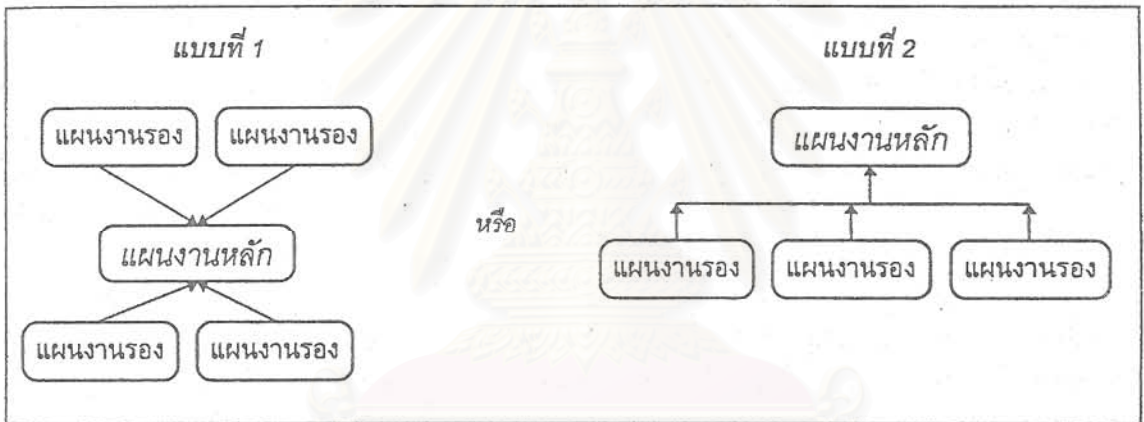 แบบที่ 1
แผนงานรอง แผนงานรอง
แผนงานหลัก
แผนงานรอง แผนงานรอง
หรือ
แบบที่ 2
แผนงานหลัก
แผนงานรอง แผนงานรอง แผนงานรอง